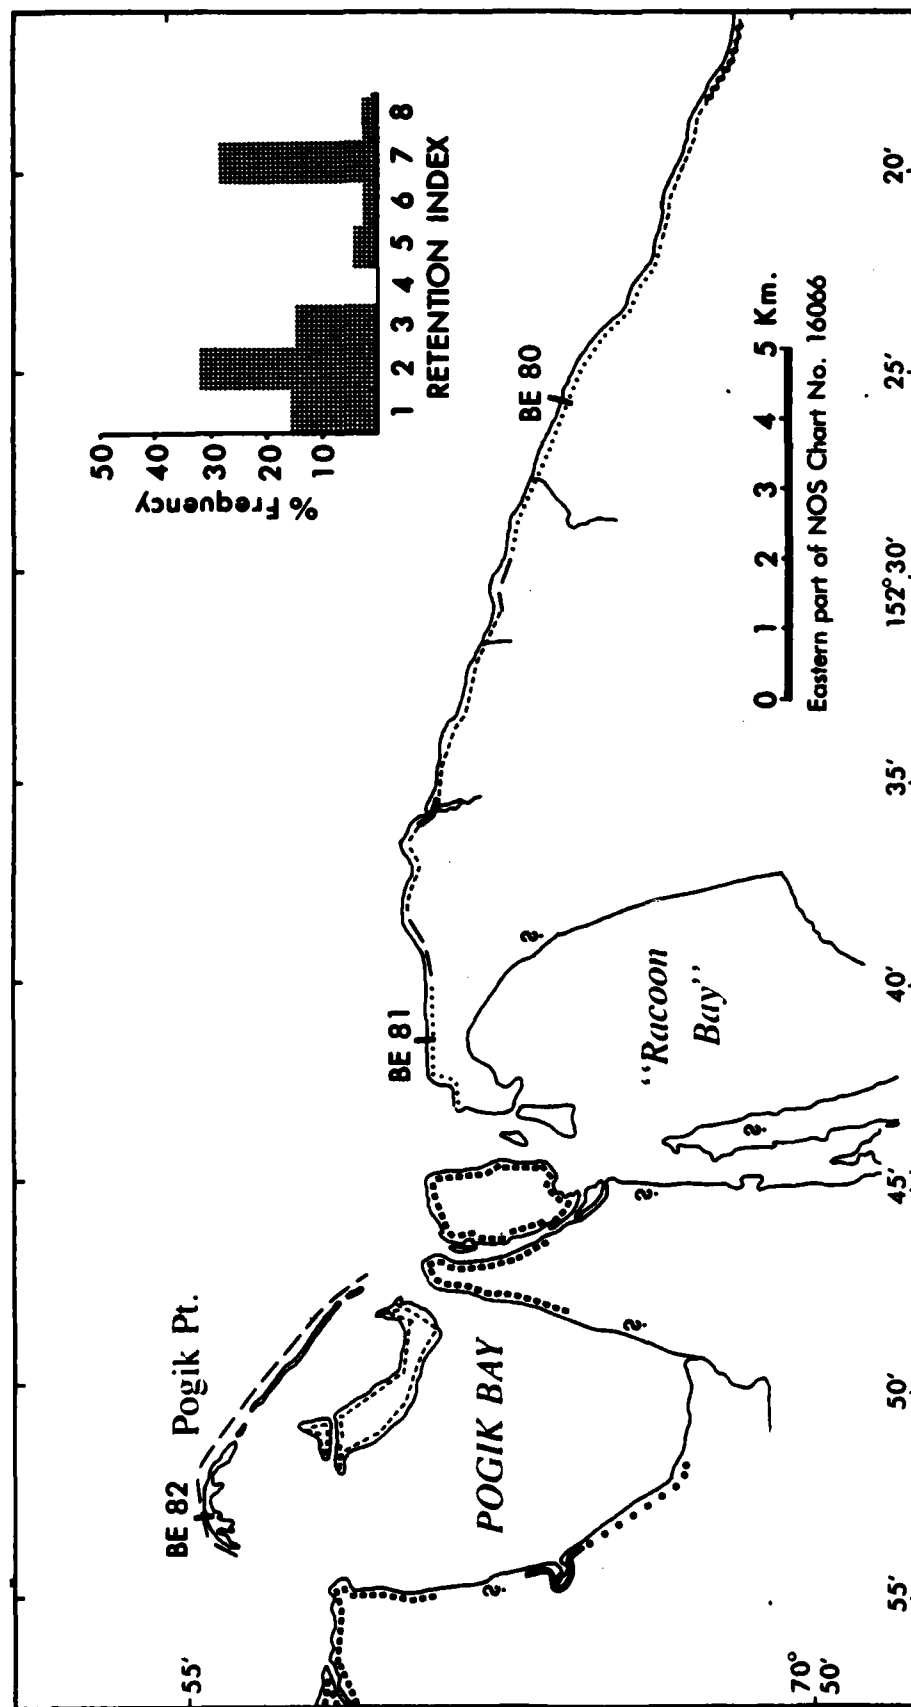 50
40
30
20
10
% Frequency
1 2 3 4 5 6 7 8
RETENTION INDEX
BE 82
Pogik Pt.
BE 81
BE 80
POGIK BAY
"Racoon
Bay"
?
?
?
?
?
0 1 2 3 4 5 Km.
Eastern part of NOS Chart No. 16066
55'
70°
50'
55' 50' 45' 40' 35' 152°30' 25' 20'